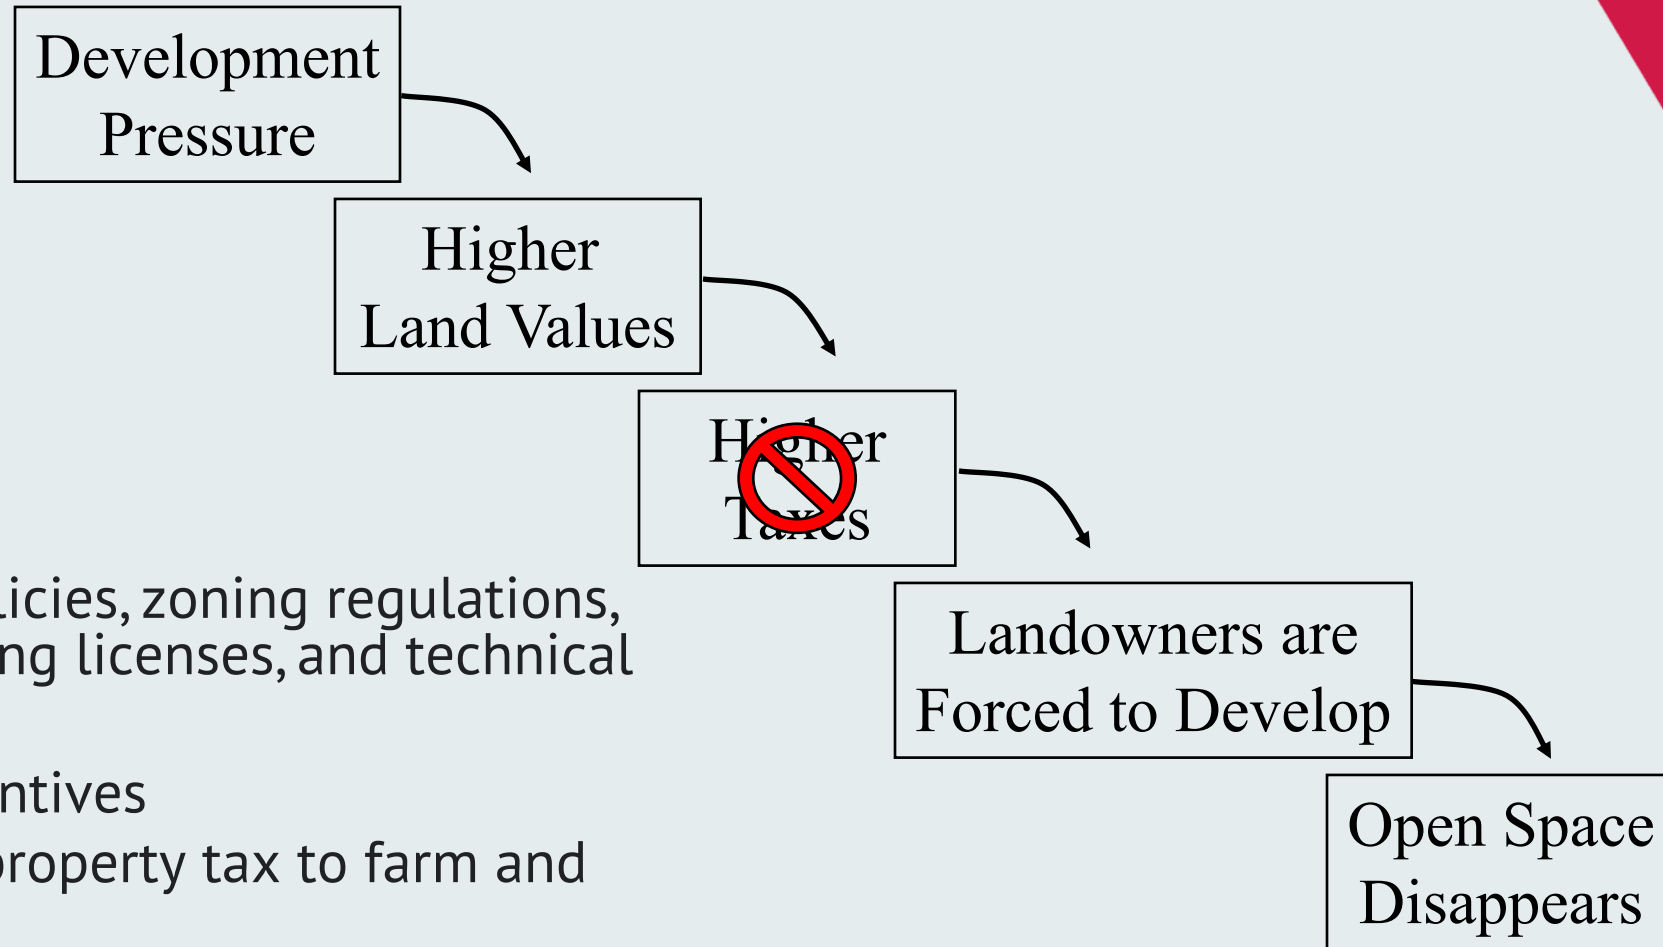 Development
Pressure
Higher
Land Values
Higher
Taxes
licies, zoning regulations,
ng licenses, and technical
ntives
property tax to farm and
Landowners are
Forced to Develop
Open Space
Disappears